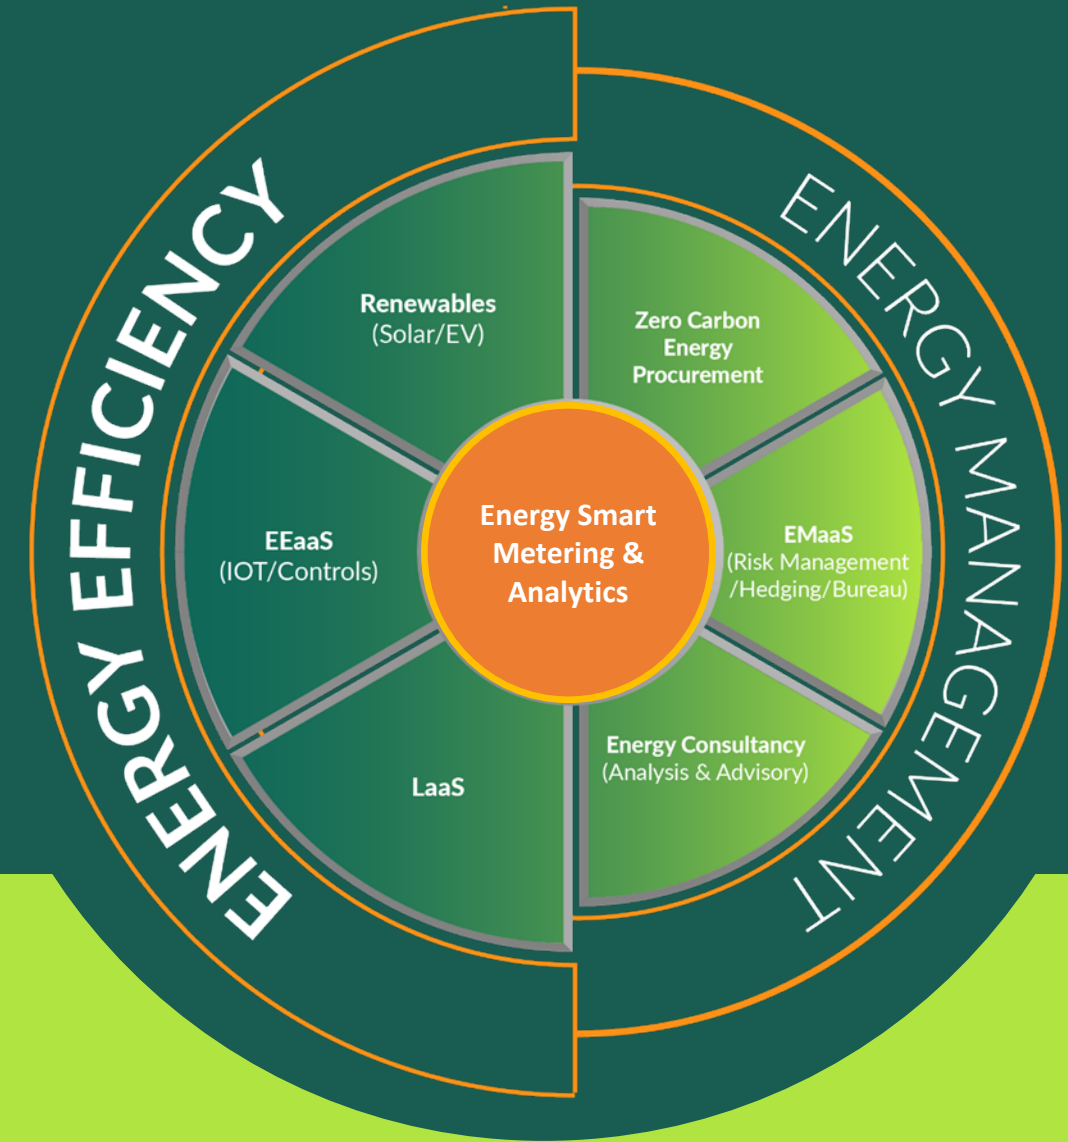 ENERGY EFFICIENCY
ENERGY MANAGEMENT
Renewables
(Solar/EV)
Zero Carbon
Energy
Procurement
EEaaS
(IOT/Controls)
Energy Smart
Metering &
Analytics
EMaaS
(Risk Management
/Hedging/Bureau)
LaaS
Energy Consultancy
(Analysis & Advisory)